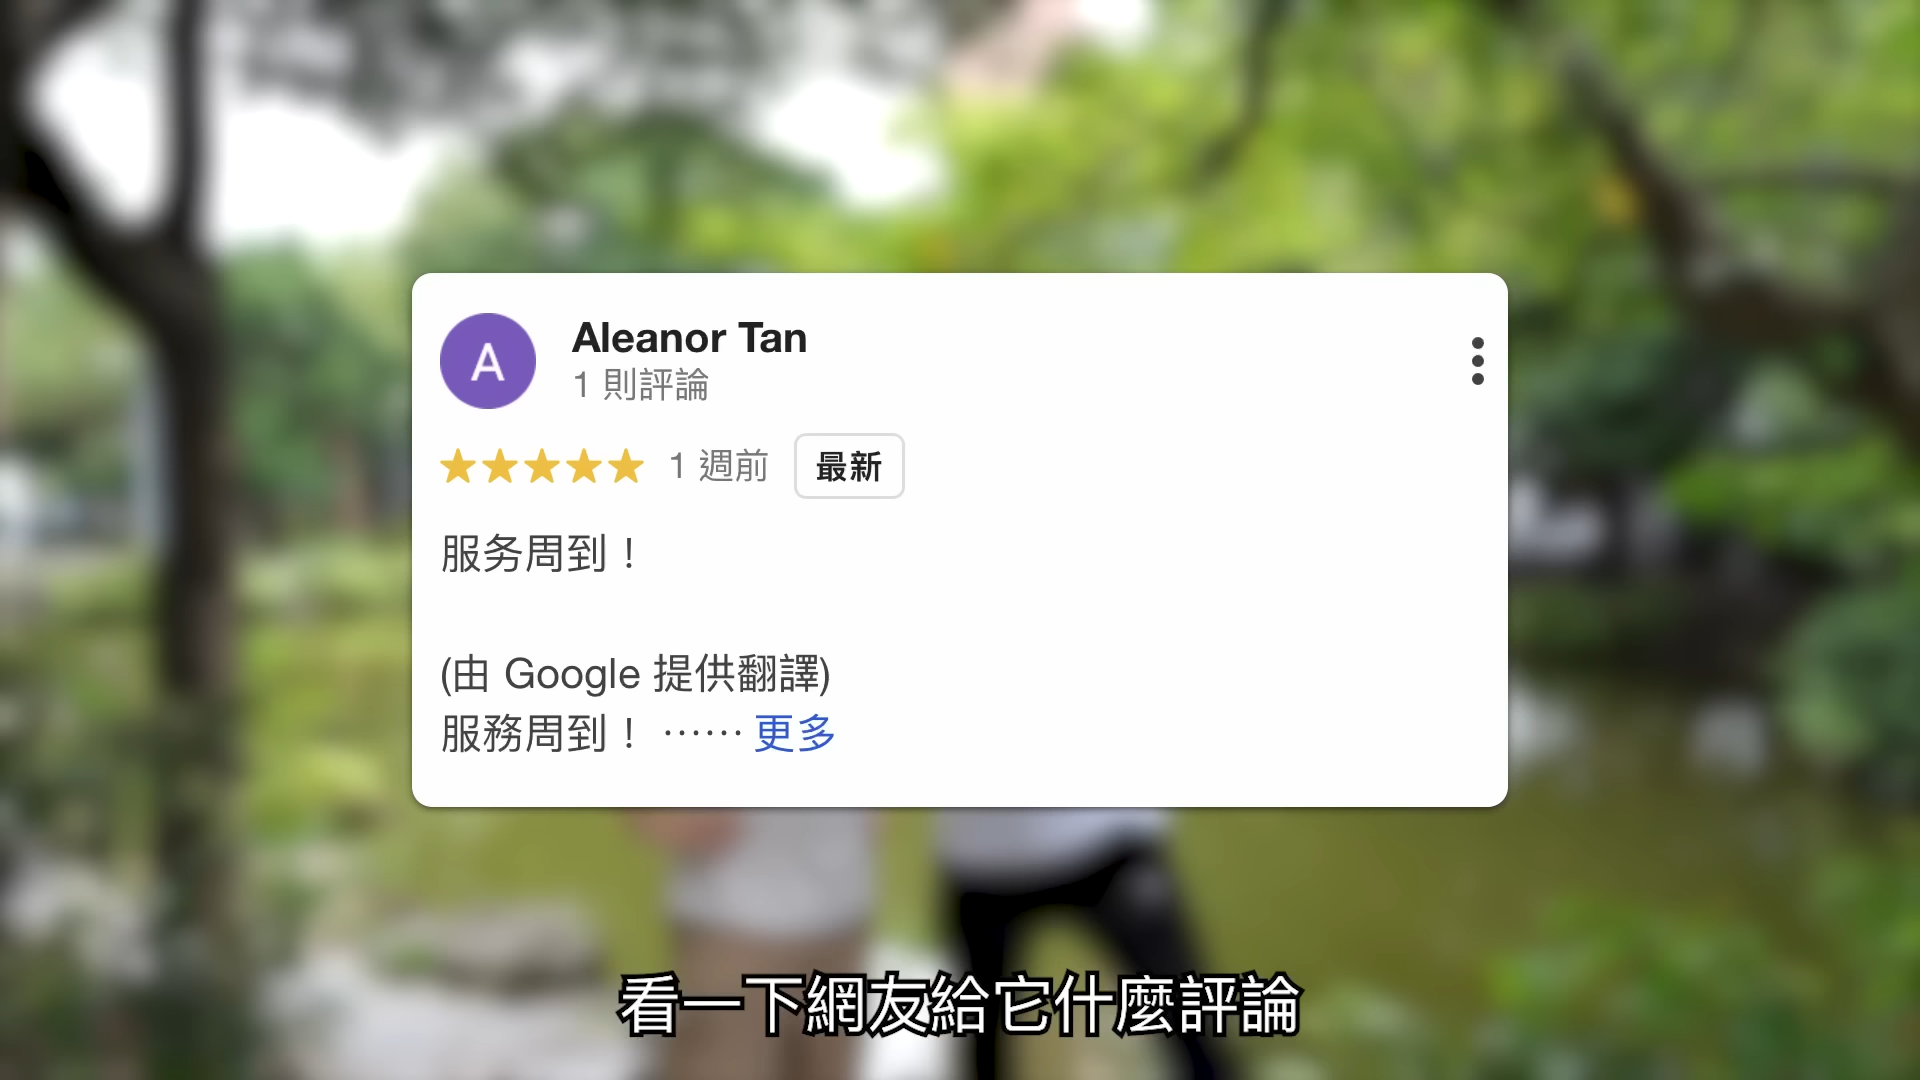 A
Aleanor Tan
1 則評論
1 週前 最新
服务周到！
(由 Google 提供翻譯)
服務周到！ …… 更多
看一下網友給它什麼評論